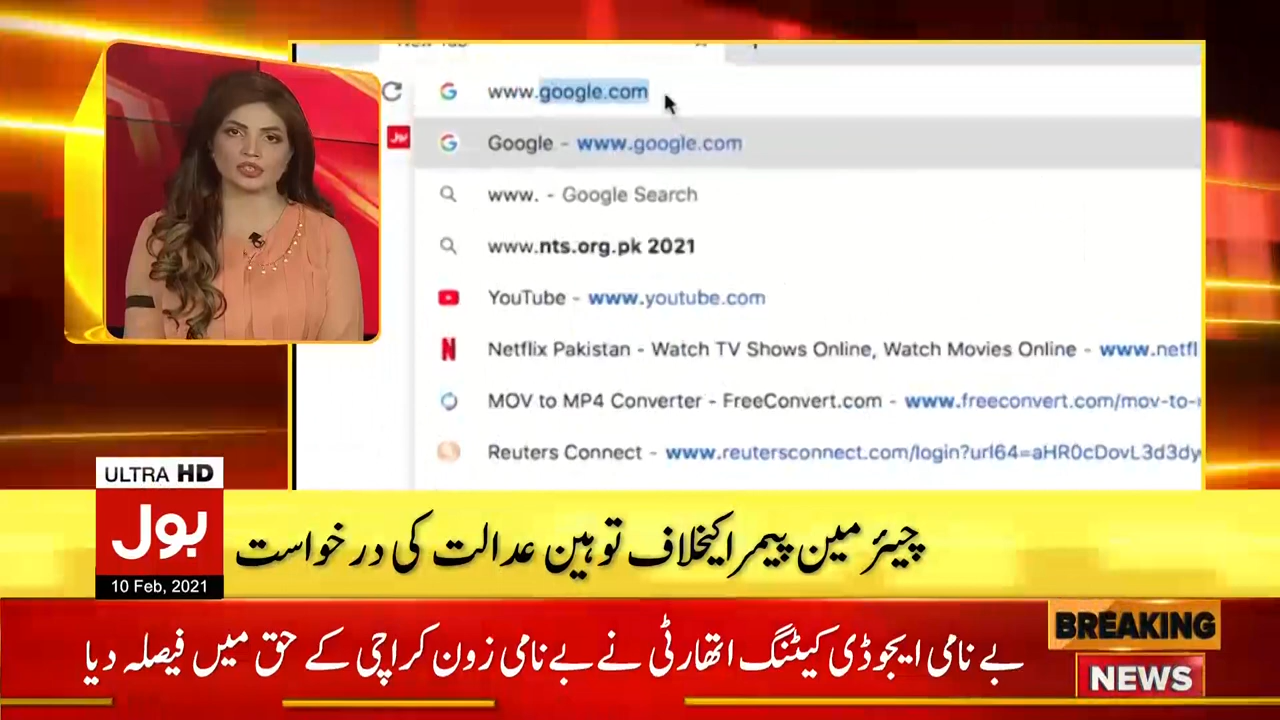 www.google.com
Google - www.google.com
بول
www. - Google Search
www.nts.org.pk 2021
YouTube - www.youtube.com
Netflix Pakistan - Watch TV Shows Online, Watch Movies Online - www.netfl
MOV to MP4 Converter - FreeConvert.com - www.freeconvert.com/mov-to-
Reuters Connect - www.reutersconnect.com/login?url64=aHR0cDovL3d3dy
ULTRA HD
بول
10 Feb, 2021
چیئرمین پیمرا کیخلاف توہین عدالت کی درخواست
BREAKING
NEWS
بے نامی ایجوڈی کیٹنگ اتھارٹی نے بے نامی زون کراچی کے حق میں فیصلہ دیا